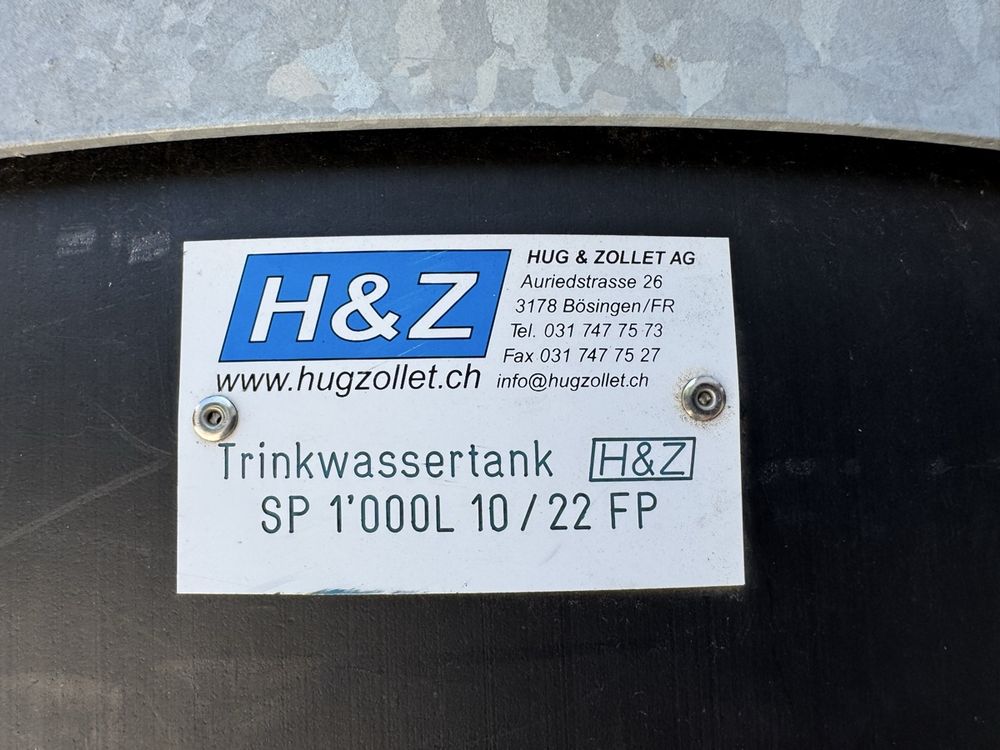 H&Z
www.hugzollet.ch
HUG & ZOLLET AG
Auriedstrasse 26
3178 Bösingen/FR
Tel. 031 747 75 73
Fax 031 747 75 27
info@hugzollet.ch
Trinkwassertank H&Z
SP 1'000L 10/22 FP